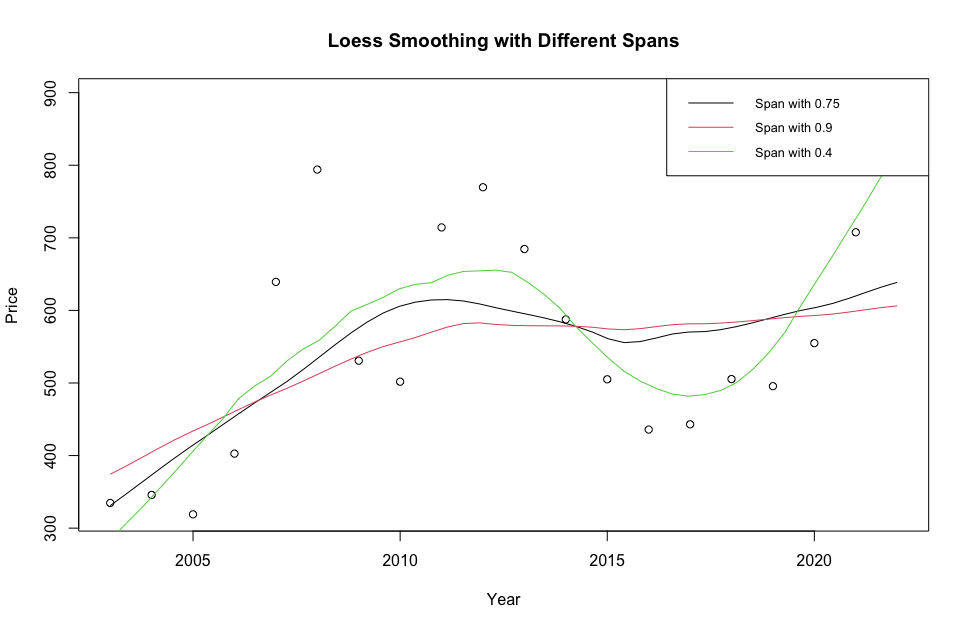 Loess Smoothing with Different Spans
Span with 0.75
Span with 0.9
Span with 0.4
900
800
700
600
500
400
300
Price
2005 2010 2015 2020
Year